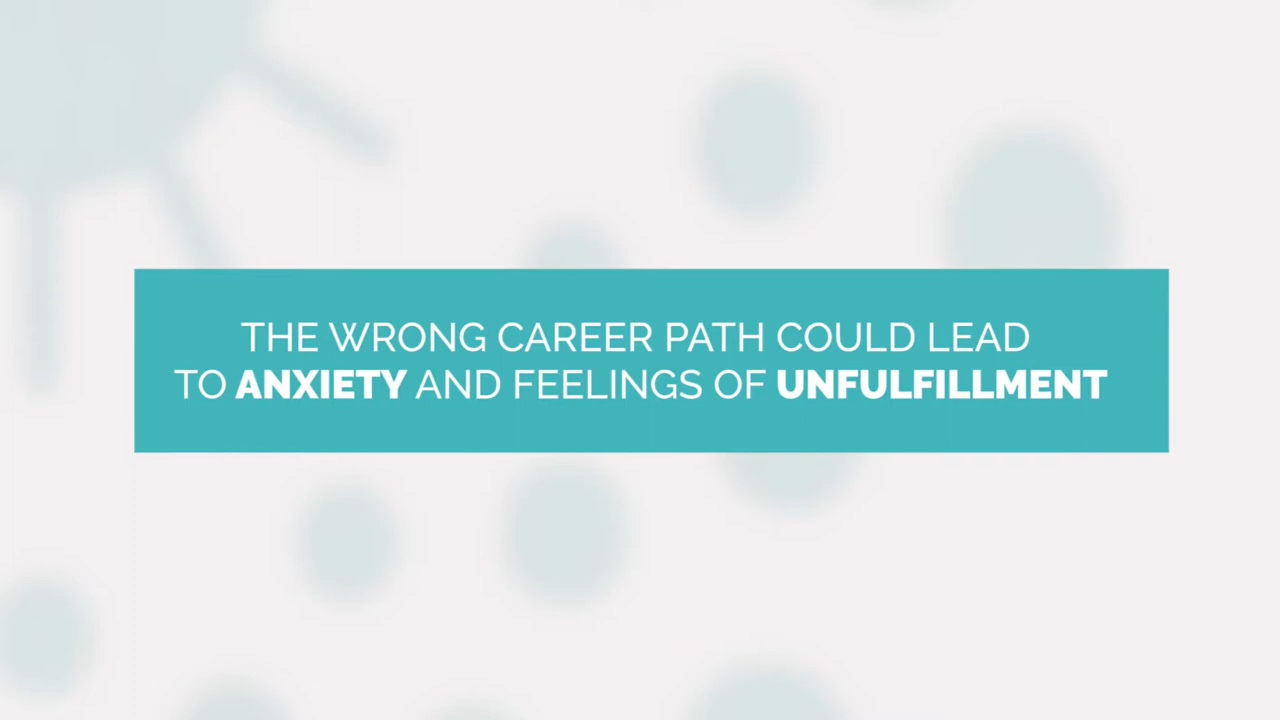 THE WRONG CAREER PATH COULD LEAD
TO ANXIETY AND FEELINGS OF UNFULFILLMENT